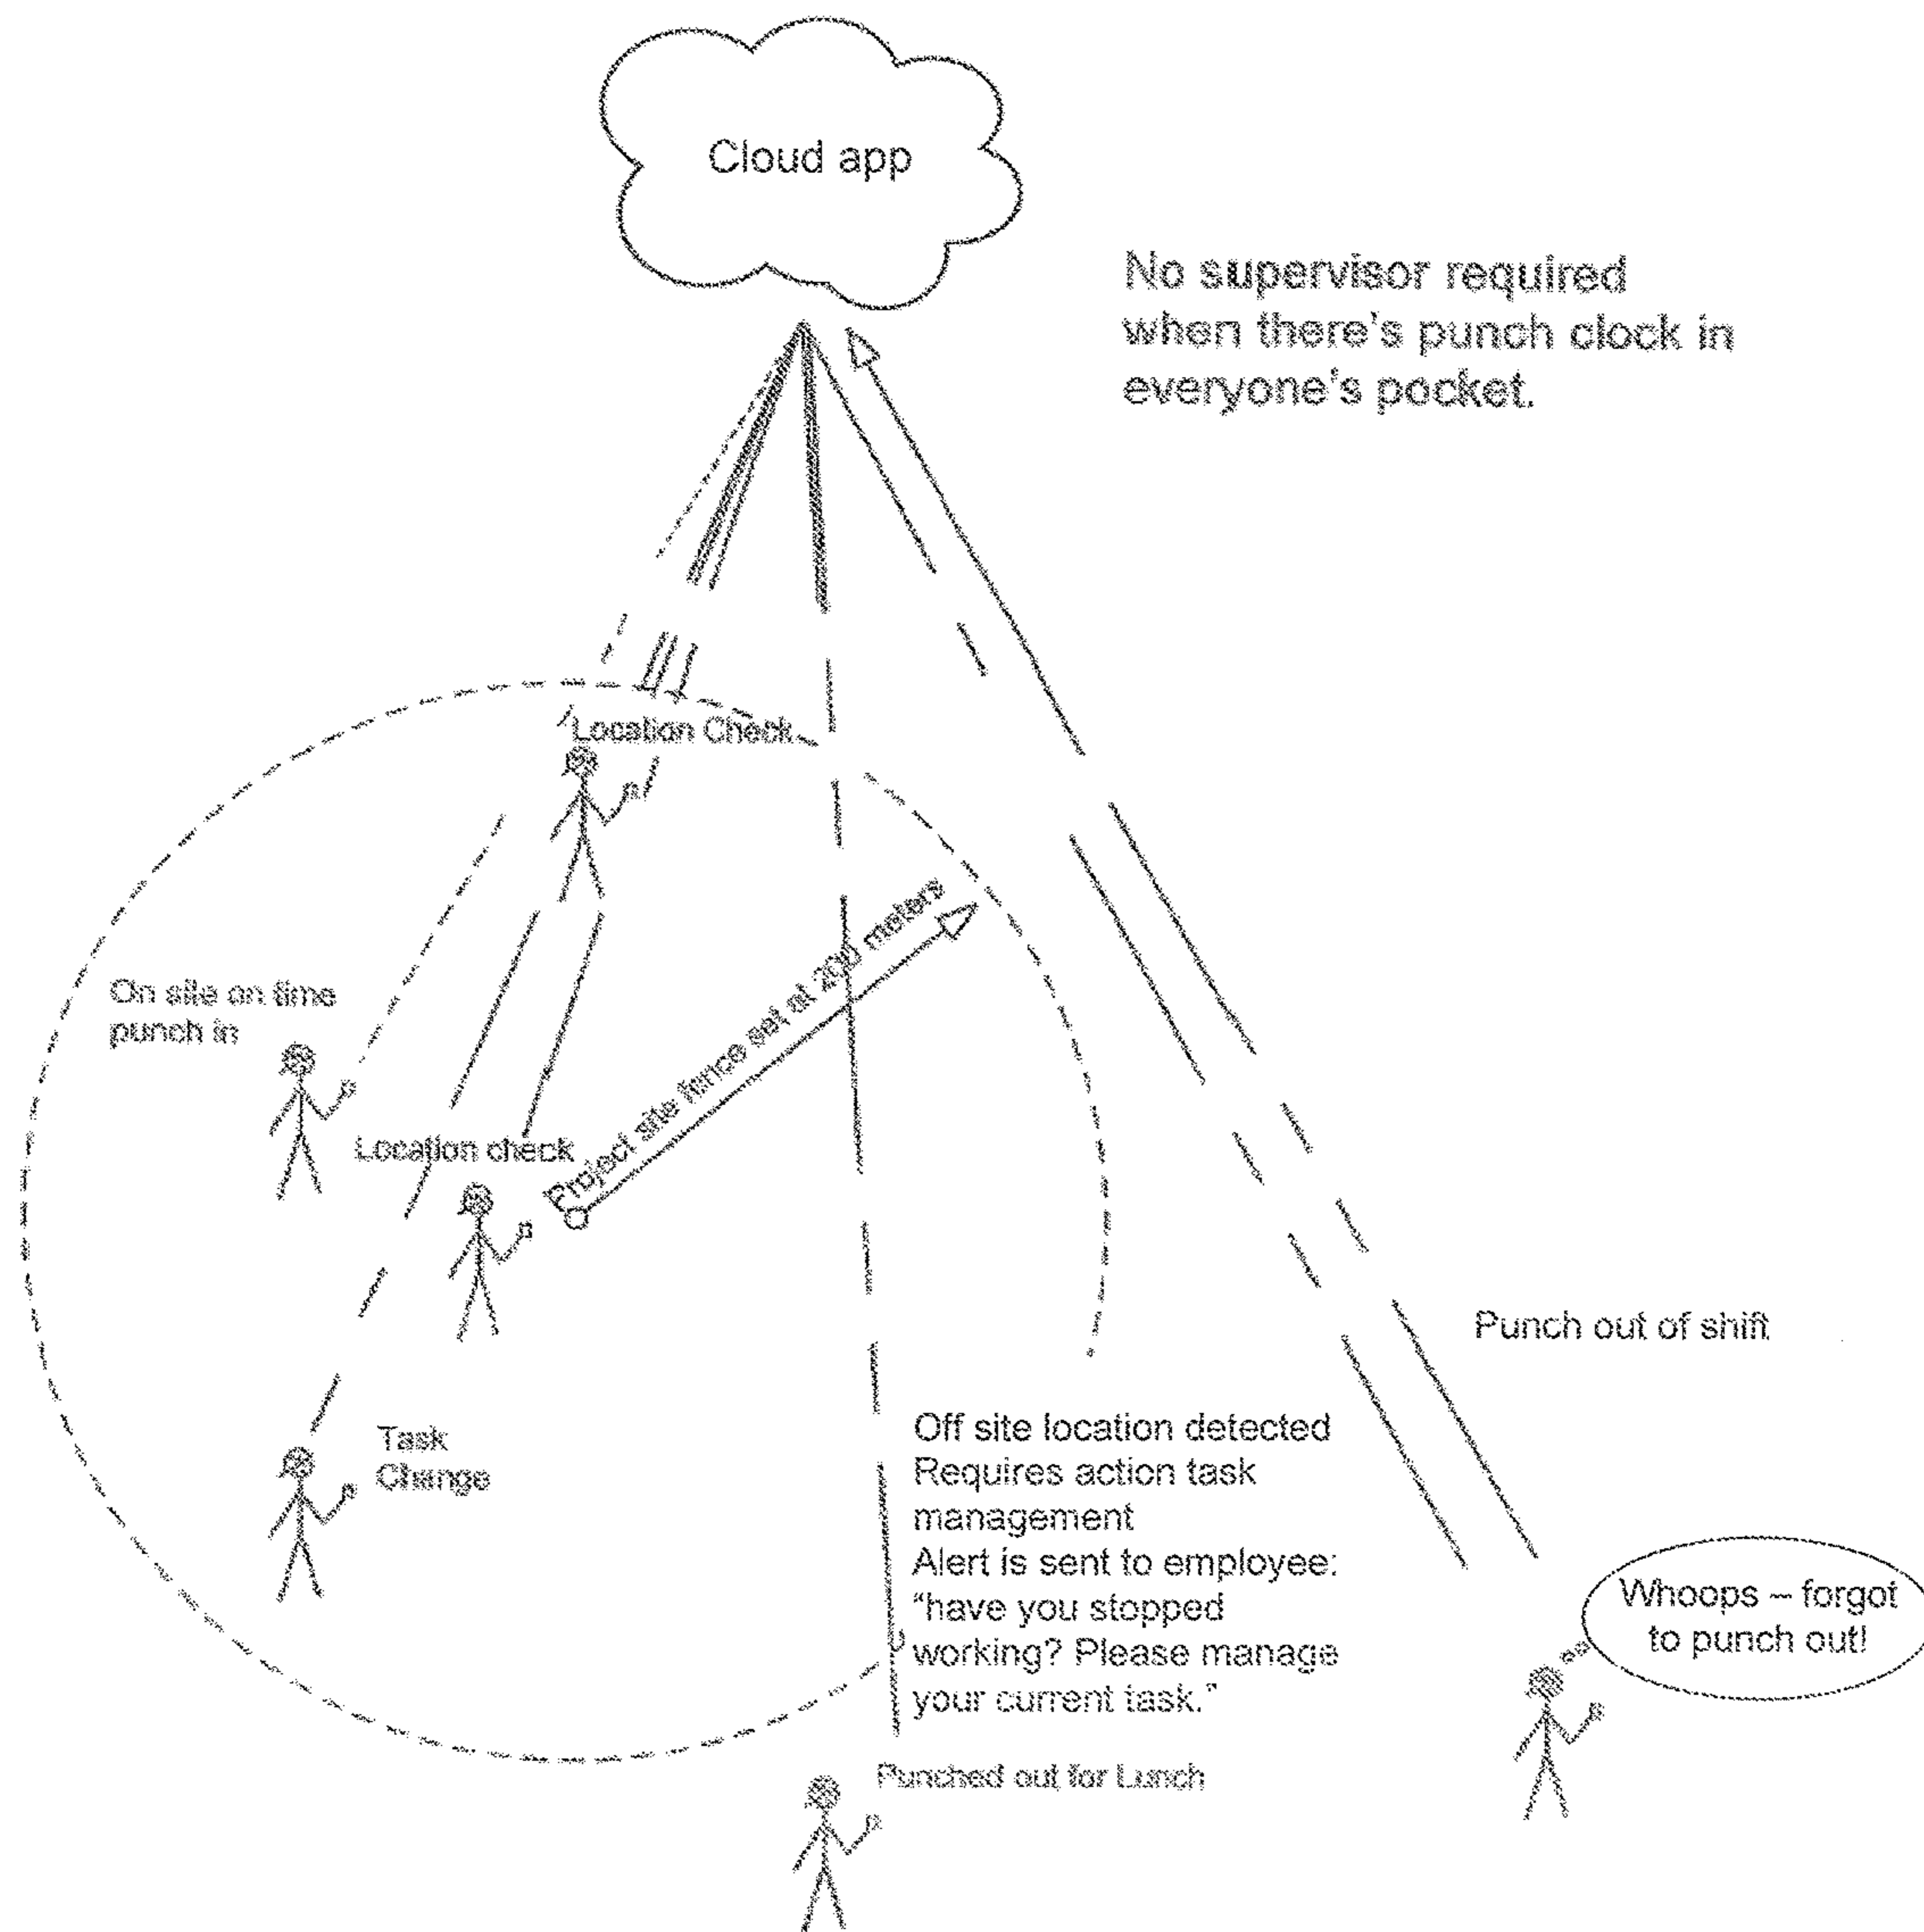 Cloud app
No supervisor required
when there's punch clock in
everyone's pocket.
Location Check
Project site fence set at 200 meters
On site on time
punch in
Location check
Punch out of shift
Task
Change
Off site location detected
Requires action task
management
Alert is sent to employee:
“have you stopped
working? Please manage
your current task.”
Whoops – forgot
to punch out!
Punched out for Lunch